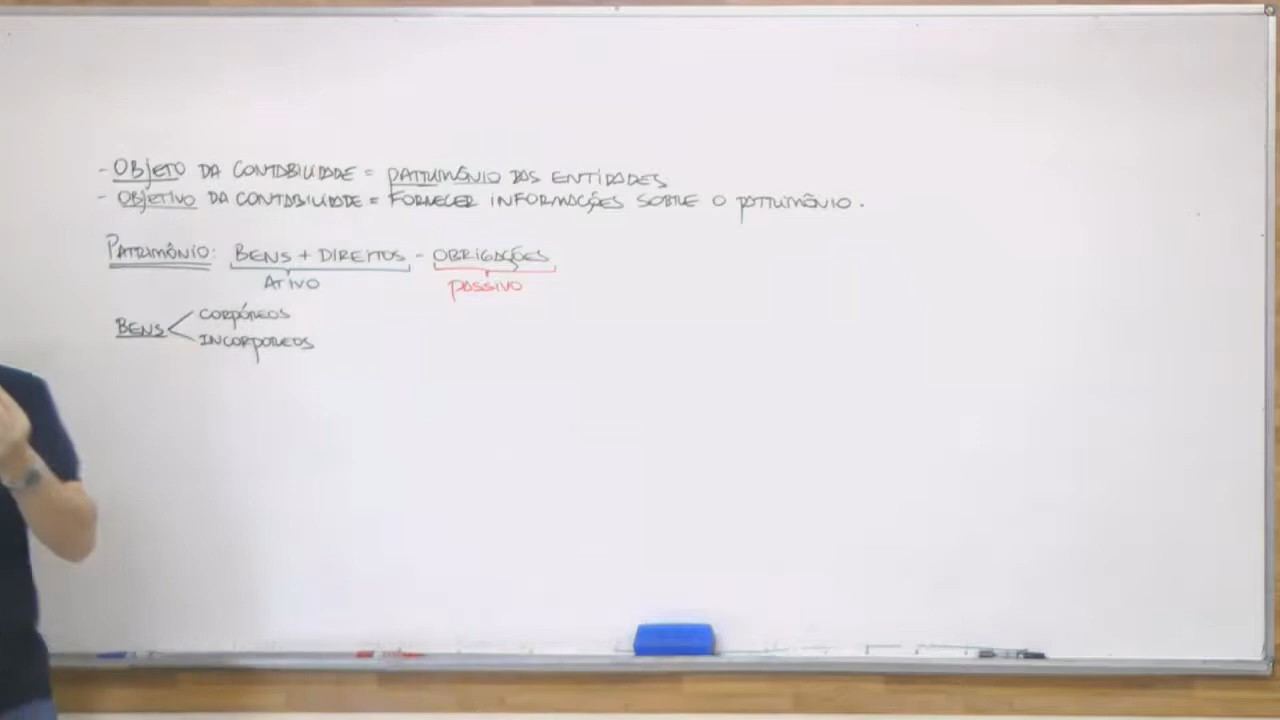 - OBJETO DA CONTABILIDADE = PATRIMÔNIO DAS ENTIDADES
- OBJETIVO DA CONTABILIDADE = FORNECER INFORMAÇÕES SOBRE O PATRIMÔNIO.
PATRIMÔNIO: BENS + DIREITOS - OBRIGAÇÕES
ATIVO PASSIVO
BENS < CORPÓREOS
INCORPOREOS